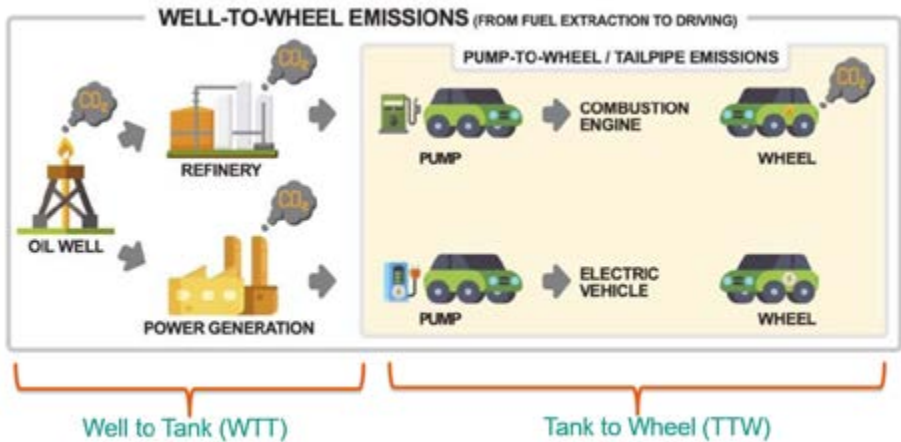 WELL-TO-WHEEL EMISSIONS (FROM FUEL EXTRACTION TO DRIVING)
PUMP-TO-WHEEL / TAILPIPE EMISSIONS
CO₂
CO₂
CO₂
COMBUSTION
ENGINE
PUMP
WHEEL
REFINERY
CO₂
OIL WELL
ELECTRIC
VEHICLE
POWER GENERATION
PUMP
WHEEL
Well to Tank (WTT)
Tank to Wheel (TTW)